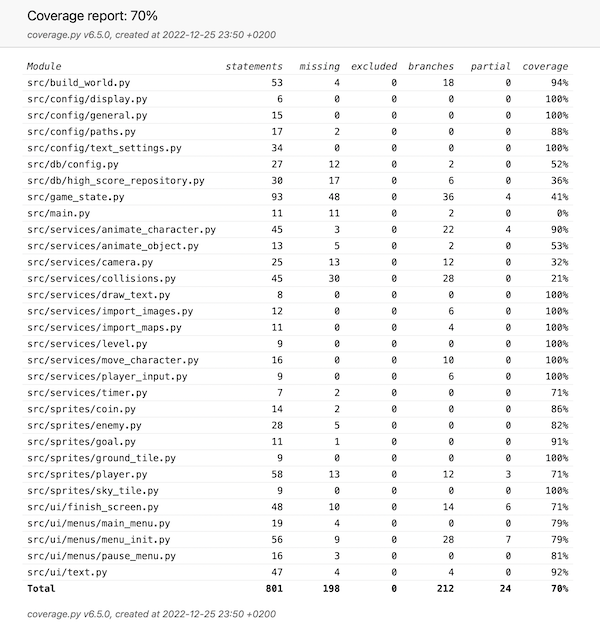 Coverage report: 70%
coverage.py v6.5.0, created at 2022-12-25 23:50 +0200
Module statements missing excluded branches partial coverage
src/build_world.py 53 4 0 18 0 94%
src/config/display.py 6 0 0 0 0 100%
src/config/general.py 15 0 0 0 0 100%
src/config/paths.py 17 2 0 0 0 88%
src/config/text_settings.py 34 0 0 0 0 100%
src/db/config.py 27 12 0 2 0 52%
src/db/high_score_repository.py 30 17 0 6 0 36%
src/game_state.py 93 48 0 36 4 41%
src/main.py 11 11 0 2 0 0%
src/services/animate_character.py 45 3 0 22 4 90%
src/services/animate_object.py 13 5 0 2 0 53%
src/services/camera.py 25 13 0 12 0 32%
src/services/collisions.py 45 30 0 28 0 21%
src/services/draw_text.py 8 0 0 0 0 100%
src/services/import_images.py 12 0 0 6 0 100%
src/services/import_maps.py 11 0 0 4 0 100%
src/services/level.py 9 0 0 0 0 100%
src/services/move_character.py 16 0 0 10 0 100%
src/services/player_input.py 9 0 0 6 0 100%
src/services/timer.py 7 2 0 0 0 71%
src/sprites/coin.py 14 2 0 0 0 86%
src/sprites/enemy.py 28 5 0 0 0 82%
src/sprites/goal.py 11 1 0 0 0 91%
src/sprites/ground_tile.py 9 0 0 0 0 100%
src/sprites/player.py 58 13 0 12 3 71%
src/sprites/sky_tile.py 9 0 0 0 0 100%
src/ui/finish_screen.py 48 10 0 14 6 71%
src/ui/menus/main_menu.py 19 4 0 0 0 79%
src/ui/menus/menu_init.py 56 9 0 28 7 79%
src/ui/menus/pause_menu.py 16 3 0 0 0 81%
src/ui/text.py 47 4 0 4 0 92%
Total 801 198 0 212 24 70%
coverage.py v6.5.0, created at 2022-12-25 23:50 +0200